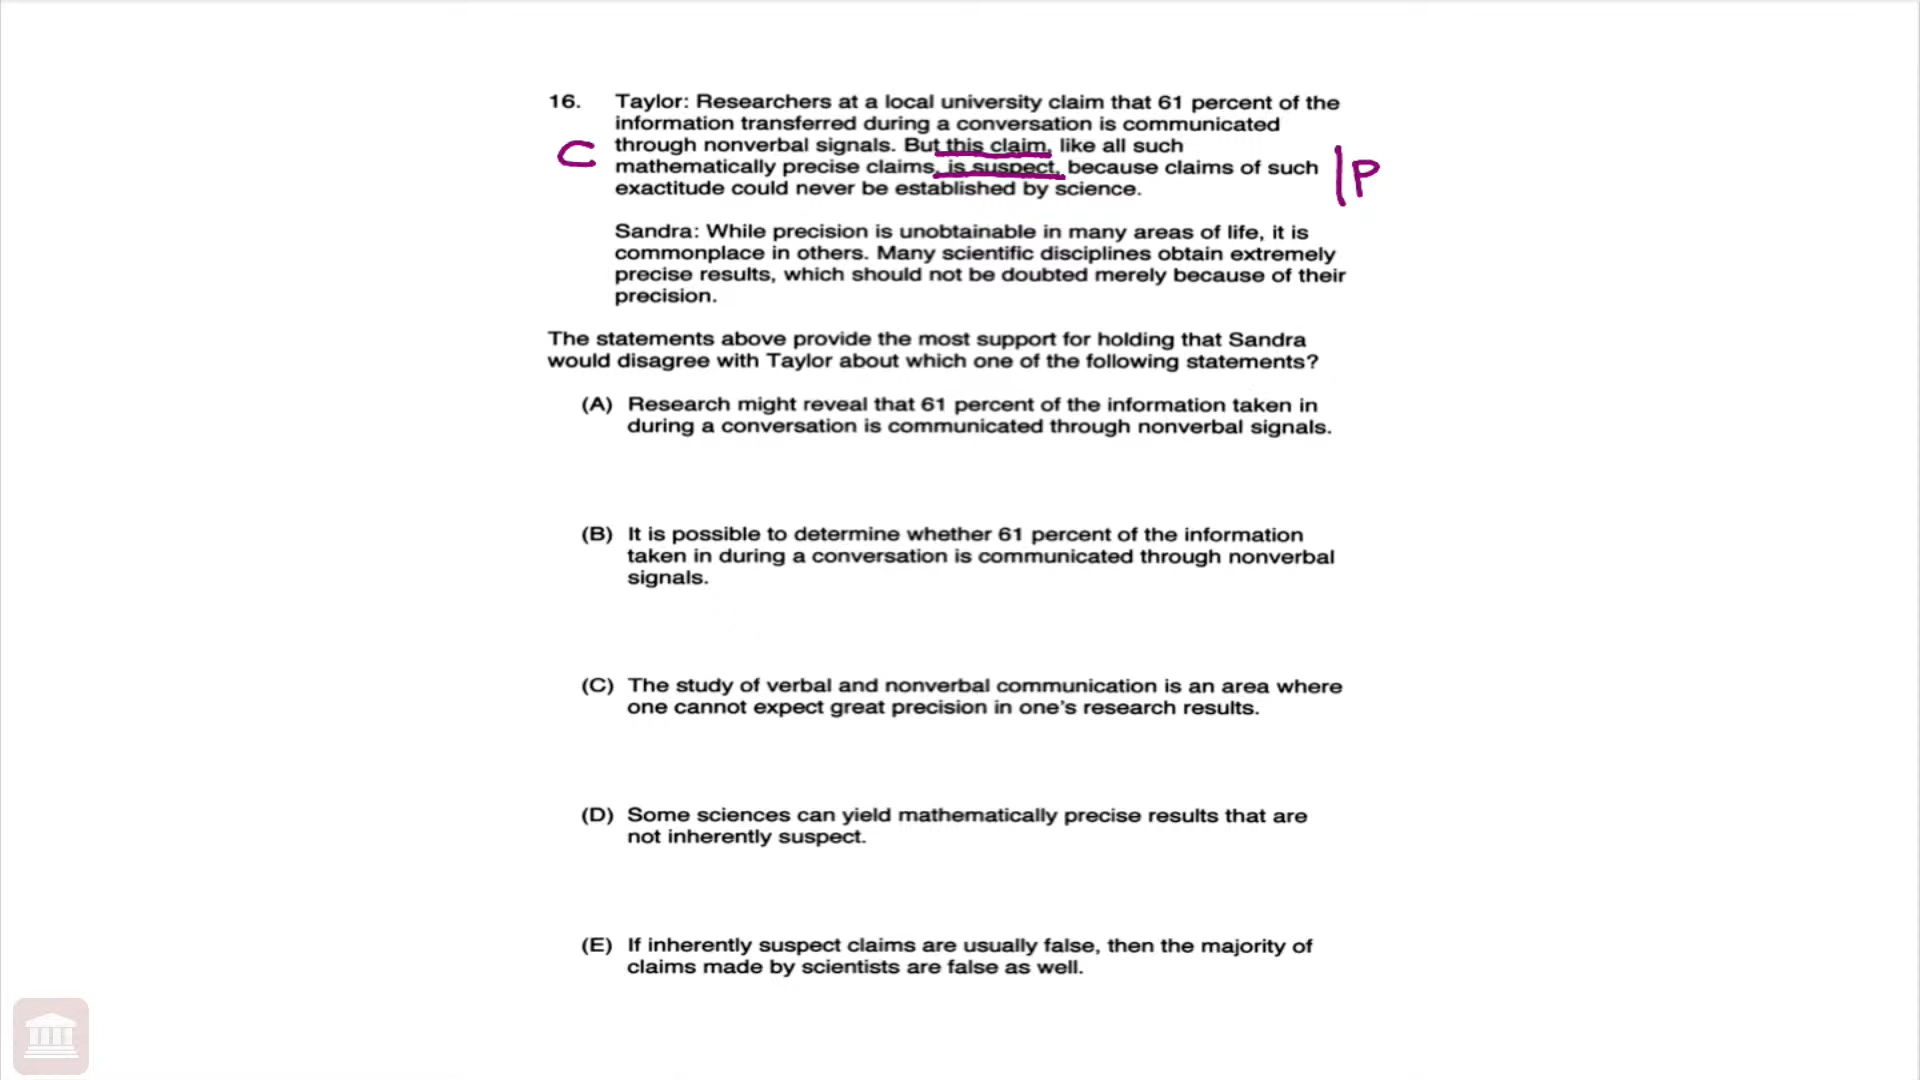 16. Taylor: Researchers at a local university claim that 61 percent of the
information transferred during a conversation is communicated
C through nonverbal signals. But this claim, like all such
mathematically precise claims, is suspect, because claims of such |P
exactitude could never be established by science.
Sandra: While precision is unobtainable in many areas of life, it is
commonplace in others. Many scientific disciplines obtain extremely
precise results, which should not be doubted merely because of their
precision.
The statements above provide the most support for holding that Sandra
would disagree with Taylor about which one of the following statements?
(A) Research might reveal that 61 percent of the information taken in
during a conversation is communicated through nonverbal signals.
(B) It is possible to determine whether 61 percent of the information
taken in during a conversation is communicated through nonverbal
signals.
(C) The study of verbal and nonverbal communication is an area where
one cannot expect great precision in one's research results.
(D) Some sciences can yield mathematically precise results that are
not inherently suspect.
(E) If inherently suspect claims are usually false, then the majority of
claims made by scientists are false as well.